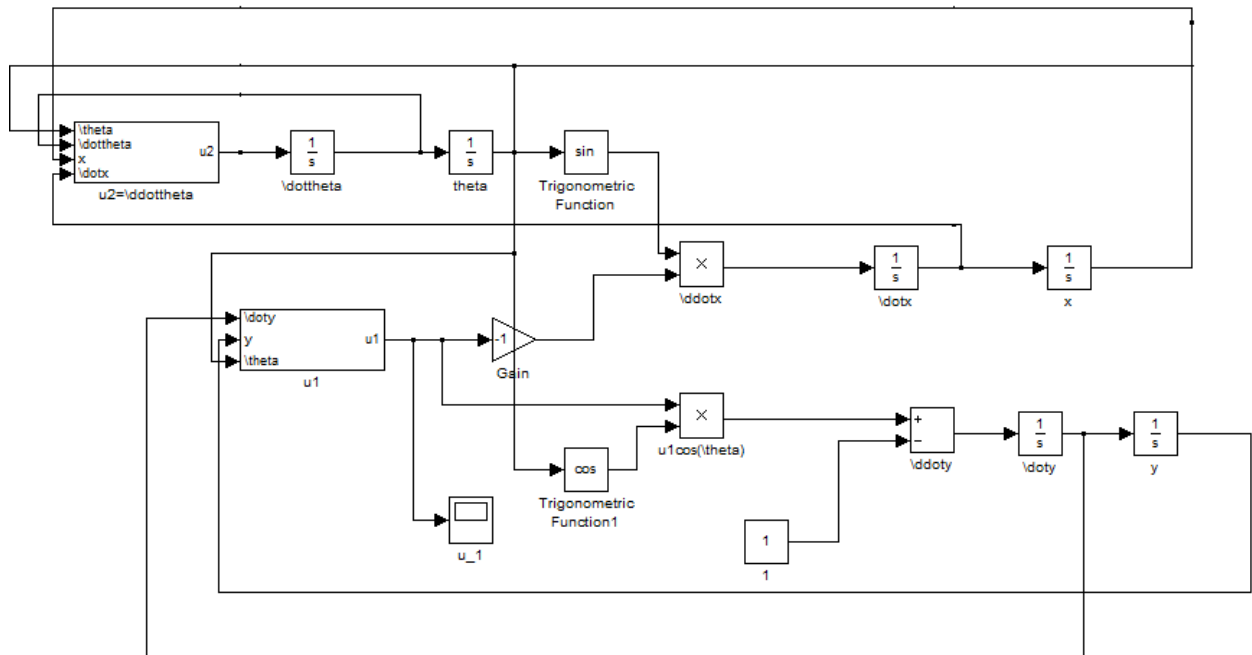 \theta
\dottheta
x
\dotx
u2
u2=\ddottheta
1
s
\dottheta
1
s
theta
sin
Trigonometric
Function
×
\ddotx
1
s
\dotx
1
s
x
\doty
y
\theta
u1
u1
-1
Gain
×
u1cos(\theta)
+
−
\ddoty
1
s
\doty
1
s
y
cos
Trigonometric
Function1
u_1
1
1